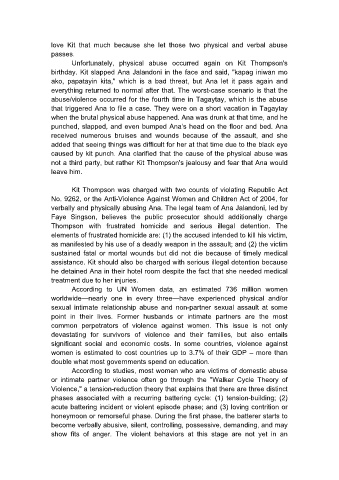 love Kit that much because she let those two physical and verbal abuse
passes.
Unfortunately, physical abuse occurred again on Kit Thompson's
birthday. Kit slapped Ana Jalandoni in the face and said, "kapag iniwan mo
ako, papatayin kita," which is a bad threat, but Ana let it pass again and
everything returned to normal after that. The worst-case scenario is that the
abuse/violence occurred for the fourth time in Tagaytay, which is the abuse
that triggered Ana to file a case. They were on a short vacation in Tagaytay
when the brutal physical abuse happened. Ana was drunk at that time, and he
punched, slapped, and even bumped Ana's head on the floor and bed. Ana
received numerous bruises and wounds because of the assault, and she
added that seeing things was difficult for her at that time due to the black eye
caused by kit punch. Ana clarified that the cause of the physical abuse was
not a third party, but rather Kit Thompson's jealousy and fear that Ana would
leave him.
Kit Thompson was charged with two counts of violating Republic Act
No. 9262, or the Anti-Violence Against Women and Children Act of 2004, for
verbally and physically abusing Ana. The legal team of Ana Jalandoni, led by
Faye Singson, believes the public prosecutor should additionally charge
Thompson with frustrated homicide and serious illegal detention. The
elements of frustrated homicide are: (1) the accused intended to kill his victim,
as manifested by his use of a deadly weapon in the assault; and (2) the victim
sustained fatal or mortal wounds but did not die because of timely medical
assistance. Kit should also be charged with serious illegal detention because
he detained Ana in their hotel room despite the fact that she needed medical
treatment due to her injuries.
According to UN Women data, an estimated 736 million women
worldwide—nearly one in every three—have experienced physical and/or
sexual intimate relationship abuse and non-partner sexual assault at some
point in their lives. Former husbands or intimate partners are the most
common perpetrators of violence against women. This issue is not only
devastating for survivors of violence and their families, but also entails
significant social and economic costs. In some countries, violence against
women is estimated to cost countries up to 3.7% of their GDP – more than
double what most governments spend on education.
According to studies, most women who are victims of domestic abuse
or intimate partner violence often go through the "Walker Cycle Theory of
Violence," a tension-reduction theory that explains that there are three distinct
phases associated with a recurring battering cycle: (1) tension-building; (2)
acute battering incident or violent episode phase; and (3) loving contrition or
honeymoon or remorseful phase. During the first phase, the batterer starts to
become verbally abusive, silent, controlling, possessive, demanding, and may
show fits of anger. The violent behaviors at this stage are not yet in an